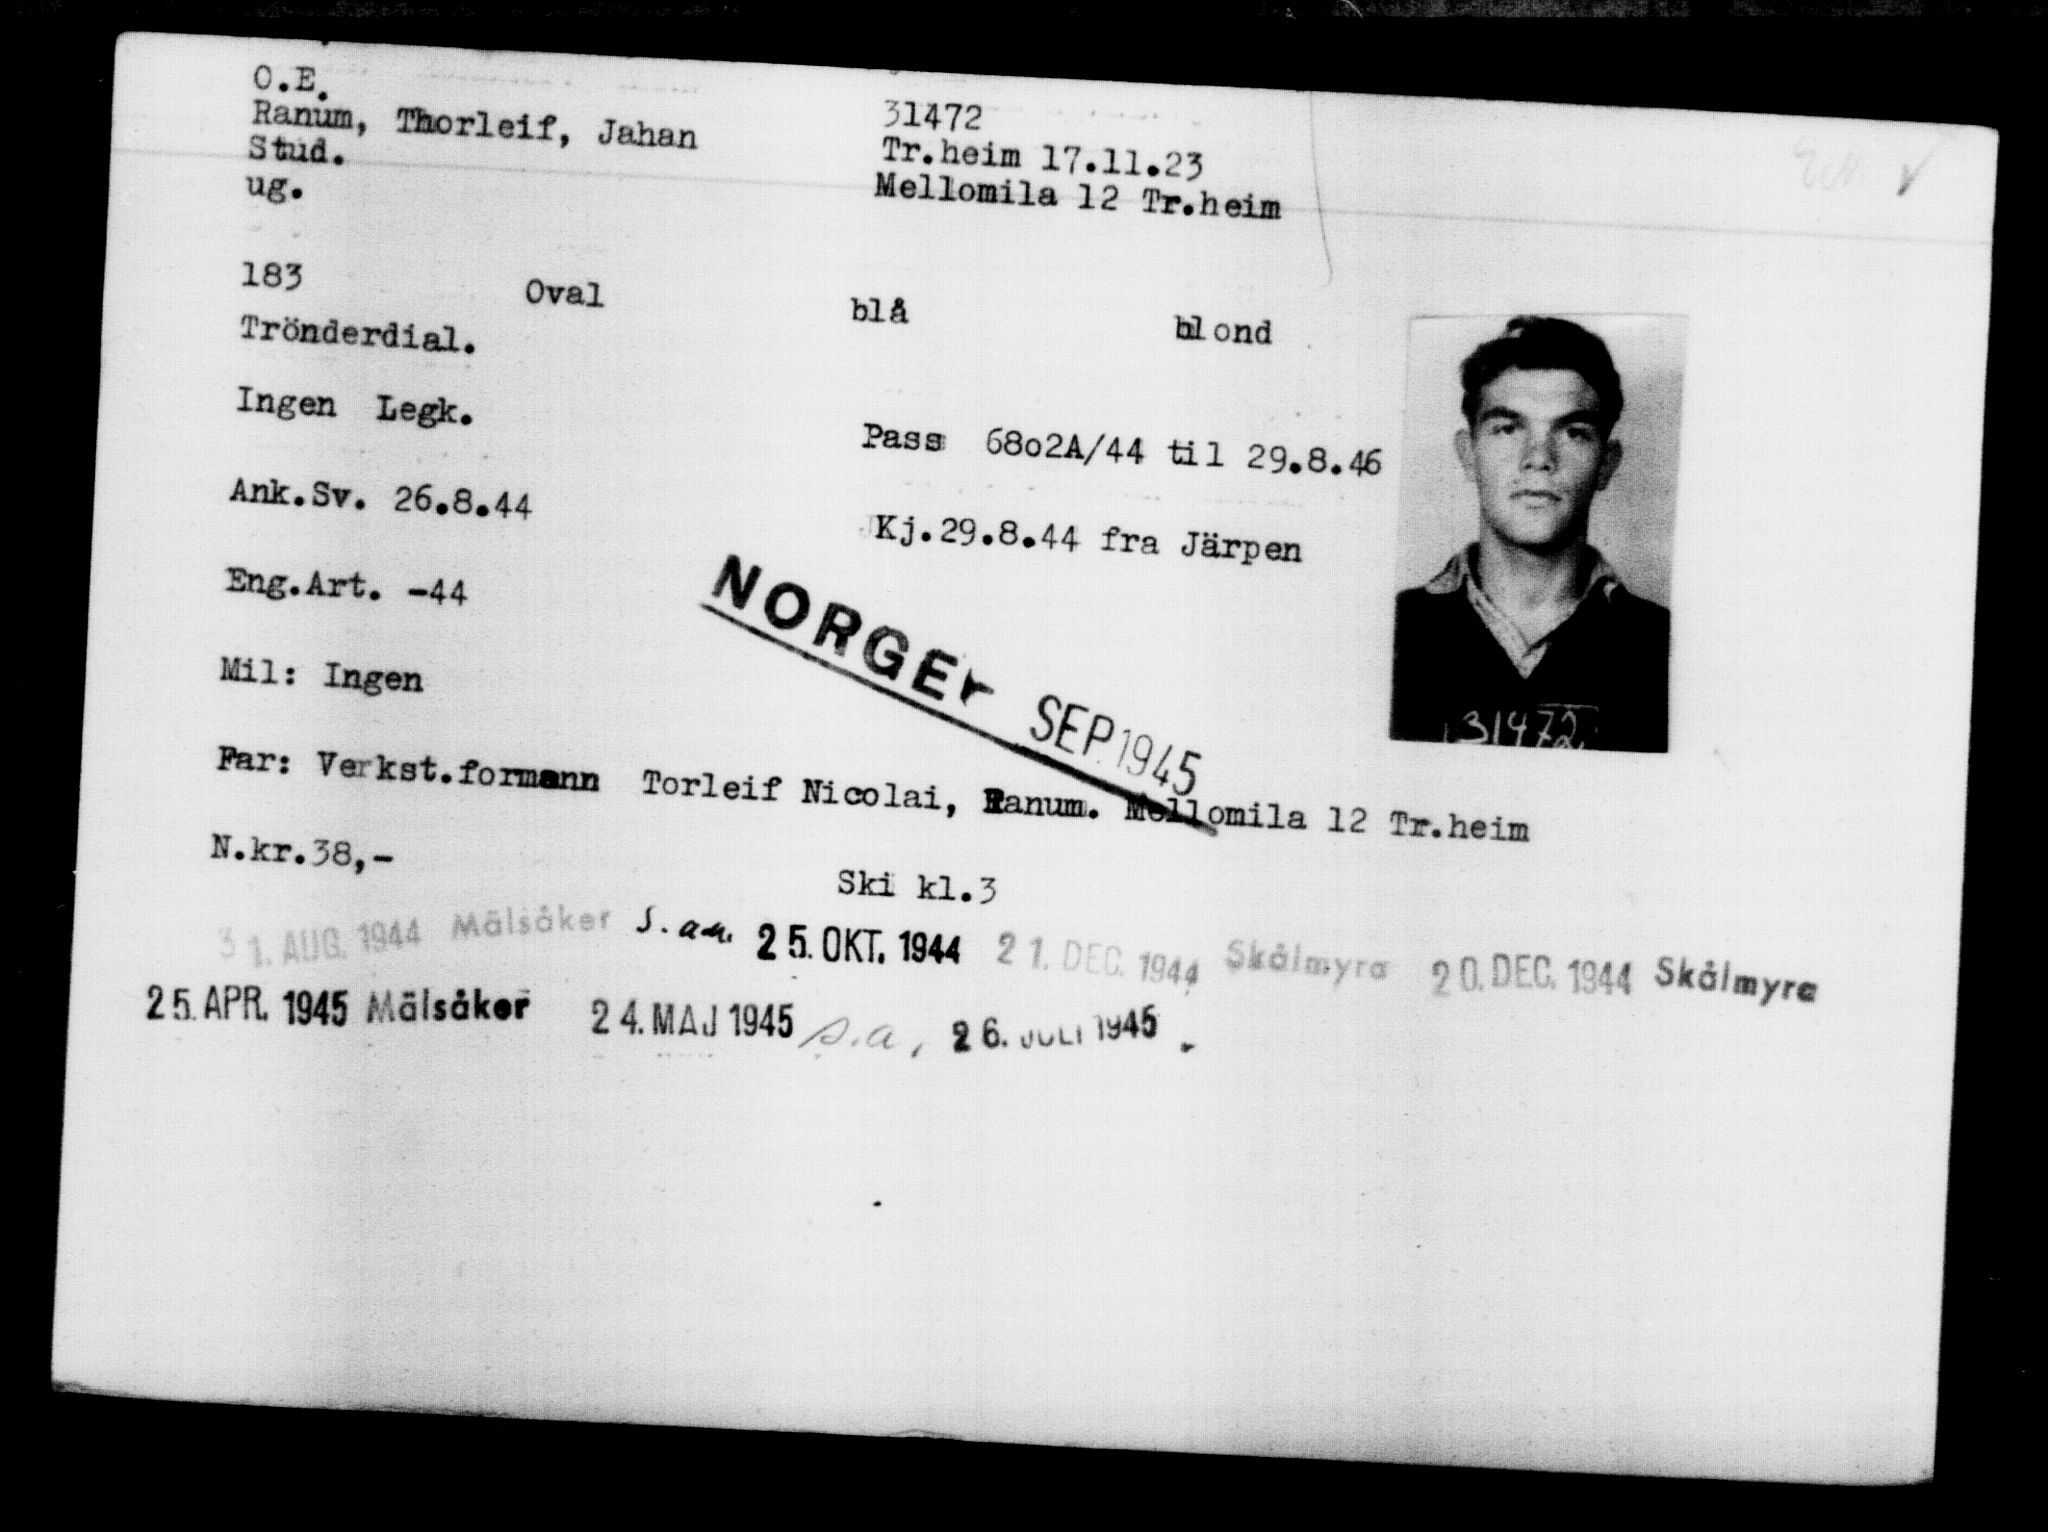 O.E. 31472
Ranum, Thorleif, Jahan Tr.heim 17.11.23
Stud. Mellomila 12 Tr.heim
ug.
183 Oval blå blond
Trönderdial.
Ingen Legk. Pass 68o2A/44 til 29.8.46
Ank.Sv. 26.8.44 Kj.29.8.44 fra Järpen
Eng.Art. -44
NORGE
SEP. 1945
Mil: Ingen
31472
Far: Verkst.formann Torleif Nicolai, Ranum. Mellomila 12 Tr.heim
N.kr.38,- Ski kl.3
31. AUG. 1944 Mälsåker S. an. 25. OKT. 1944 21. DEC. 1944 Skålmyra 20. DEC. 1944 Skålmyra
25. APR. 1945 Mälsåker 24. MAJ 1945 s.a, 26. JULI 1945